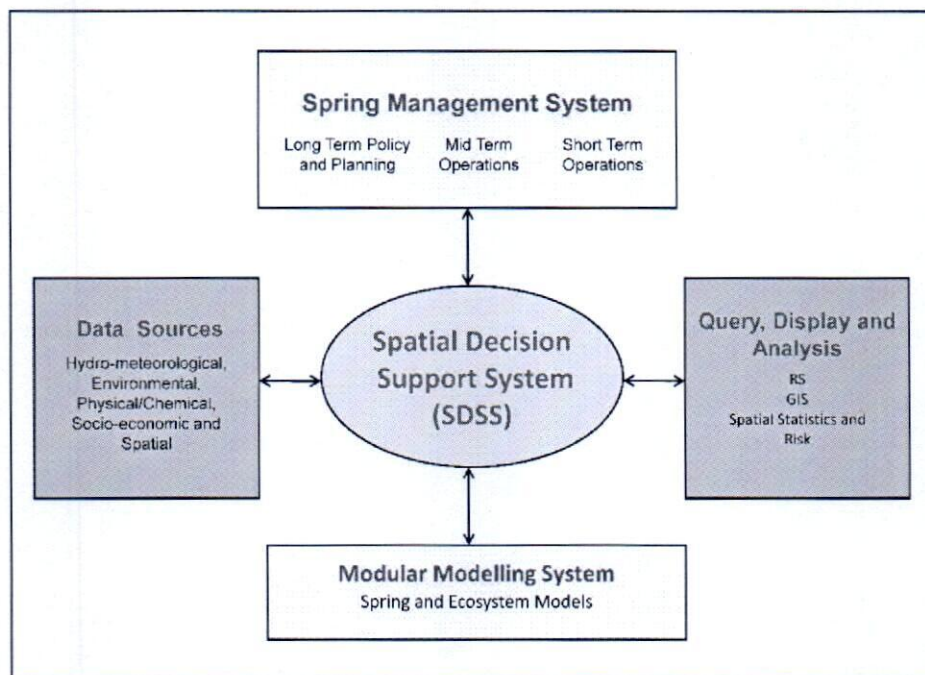 Spring Management System
Long Term Policy and Planning
Mid Term Operations
Short Term Operations
Data Sources
Hydro-meteorological,
Environmental,
Physical/Chemical,
Socio-economic and
Spatial
Spatial Decision
Support System
(SDSS)
Query, Display and
Analysis
RS
GIS
Spatial Statistics and
Risk
Modular Modelling System
Spring and Ecosystem Models